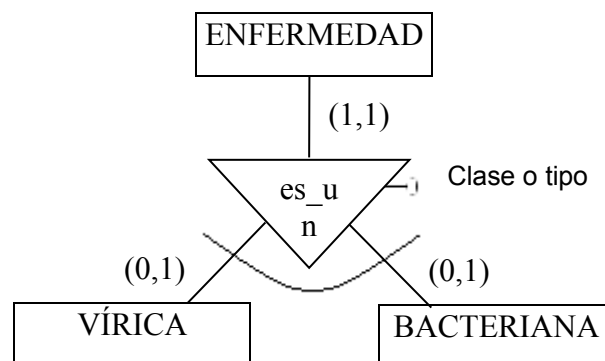 ENFERMEDAD
(1,1)
Clase o tipo
es_u
n
(0,1)
(0,1)
VÍRICA
BACTERIANA